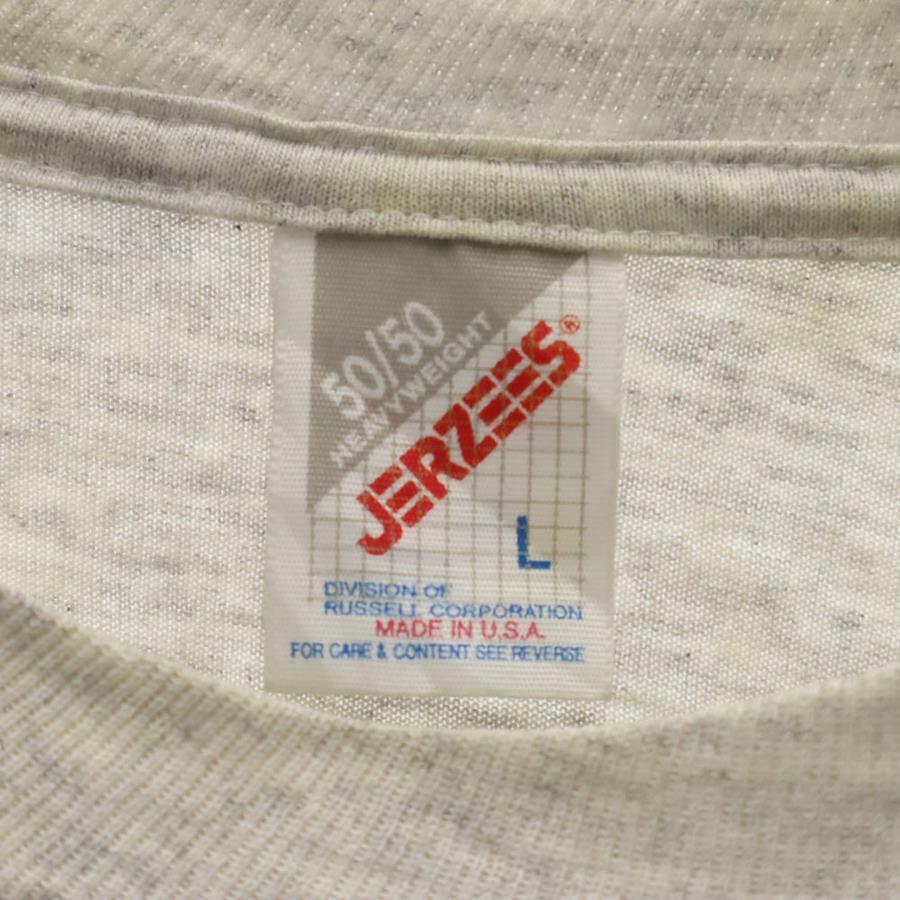 50/50
HEAVYWEIGHT
JERZEES®
L
DIVISION OF
RUSSELL CORPORATION
MADE IN U.S.A.
FOR CARE & CONTENT SEE REVERSE